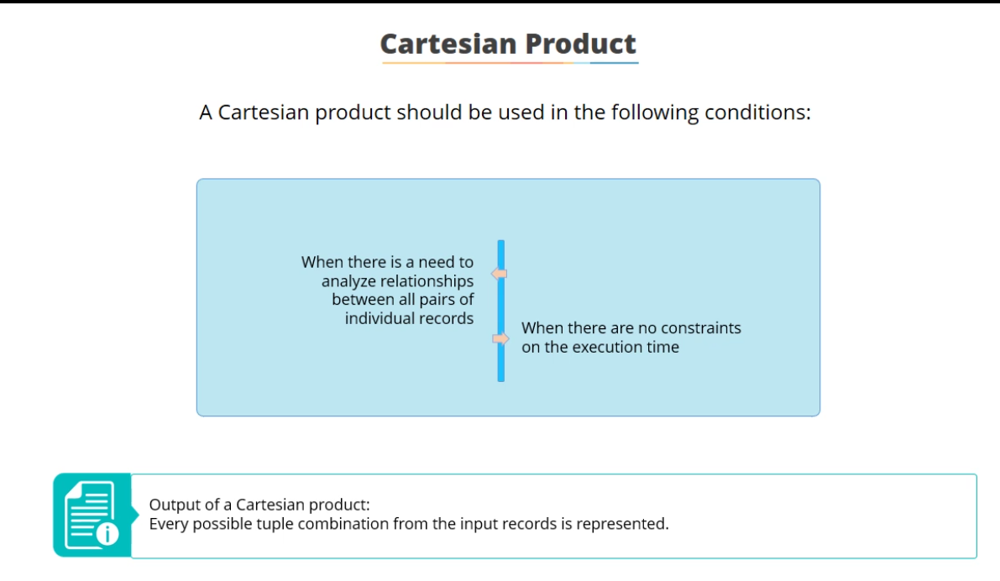 Cartesian Product
A Cartesian product should be used in the following conditions:
When there is a need to
analyze relationships
between all pairs of
individual records
When there are no constraints
on the execution time
Output of a Cartesian product:
Every possible tuple combination from the input records is represented.